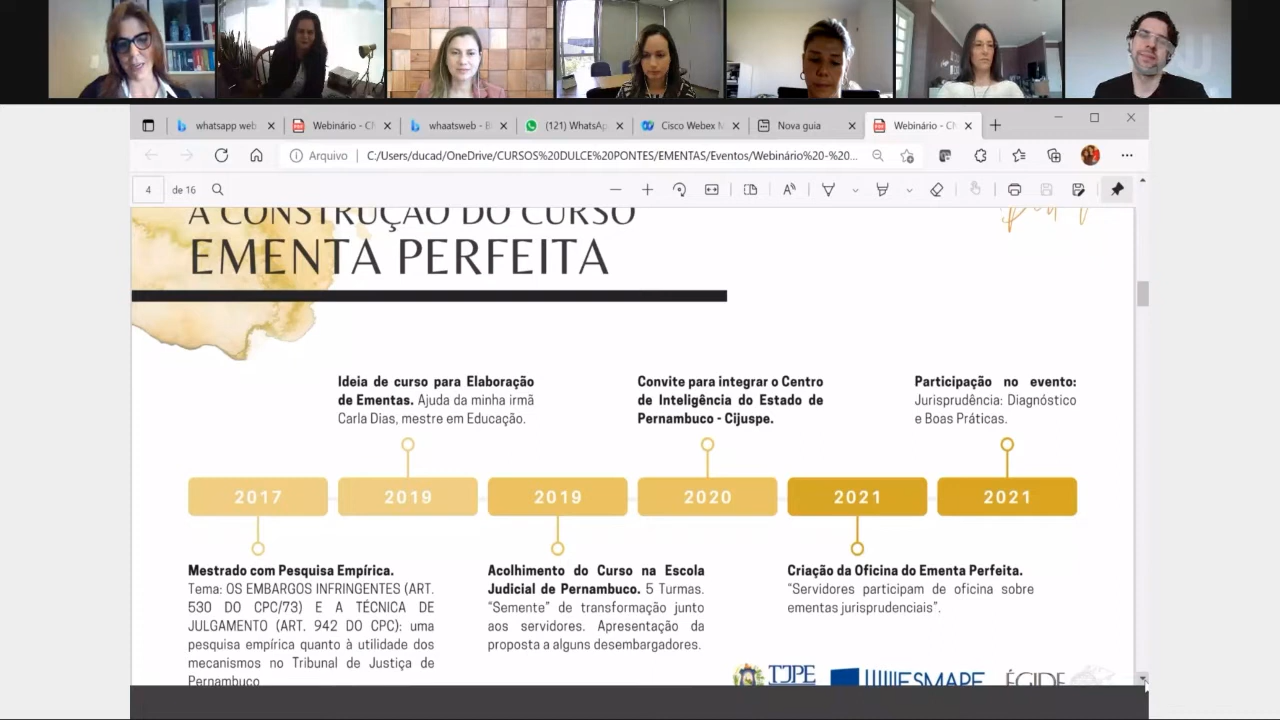 whatsapp web
Webinário - CN
whaatsweb - B
(121) WhatsAp
Cisco Webex M
Nova guia
Webinário - CN
Arquivo
C:/Users/ducad/OneDrive/CURSOS%20DULCE%20PONTES/EMENTAS/Eventos/Webinário%20-%20...
4 de 16
A CONSTRUÇÃO DO CURSO
EMENTA PERFEITA
Ideia de curso para Elaboração
de Ementas. Ajuda da minha irmã
Carla Dias, mestre em Educação.
Convite para integrar o Centro
de Inteligência do Estado de
Pernambuco - Cijuspe.
Participação no evento:
Jurisprudência: Diagnóstico
e Boas Práticas.
2017
2019
2019
2020
2021
2021
Mestrado com Pesquisa Empírica.
Tema: OS EMBARGOS INFRINGENTES (ART.
530 DO CPC/73) E A TÉCNICA DE
JULGAMENTO (ART. 942 DO CPC): uma
pesquisa empírica quanto à utilidade dos
mecanismos no Tribunal de Justiça de
Pernambuco
Acolhimento do Curso na Escola
Judicial de Pernambuco. 5 Turmas.
“Semente” de transformação junto
aos servidores. Apresentação da
proposta a alguns desembargadores.
Criação da Oficina do Ementa Perfeita.
“Servidores participam de oficina sobre
ementas jurisprudenciais”.
TJPE
ESMAPE
ÉGIDE